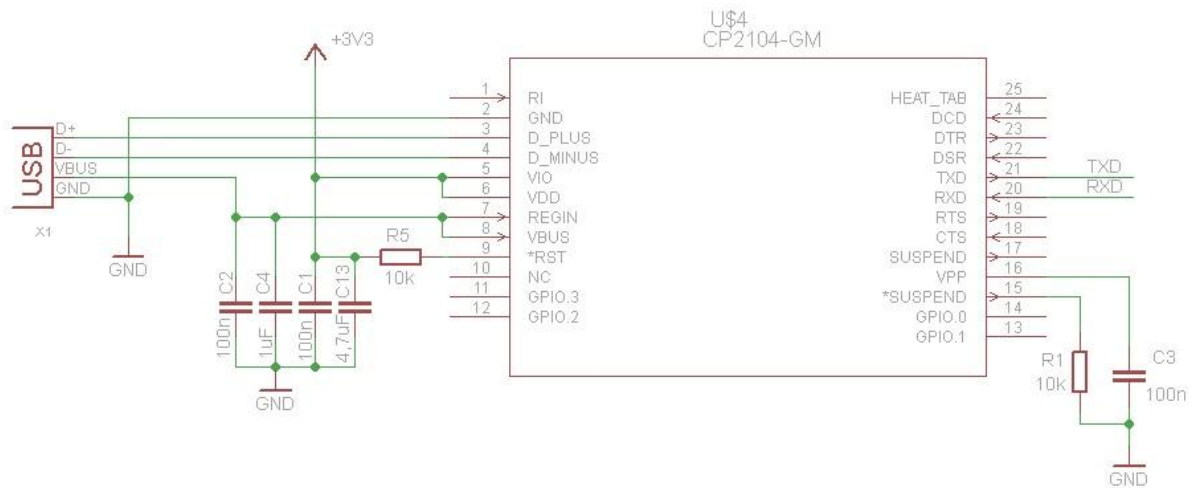 U$4
CP2104-GM
+3V3
USB
X1
D+
D-
VBUS
GND
GND
1 RI
2 GND
3 D_PLUS
4 D_MINUS
5 VIO
6 VDD
7 REGIN
8 VBUS
9 *RST
10 NC
11 GPIO.3
12 GPIO.2
HEAT_TAB 25
DCD 24
DTR 23
DSR 22
TXD 21 TXD
RXD 20 RXD
RTS 19
CTS 18
SUSPEND 17
VPP 16
*SUSPEND 15
GPIO.0 14
GPIO.1 13
R5
10k
C2
100n
C4
1uF
C1
100n
C13
4,7uF
GND
R1
10k
C3
100n
GND